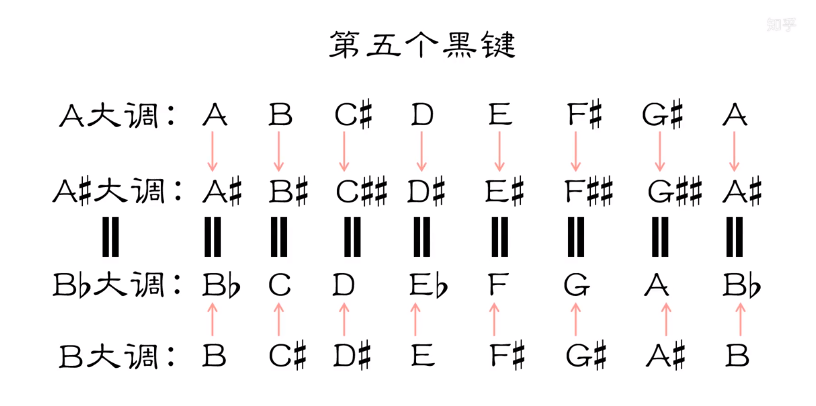 知乎
第五个黑键
A大调： A B C♯ D E F♯ G♯ A
A♯大调： A♯ B♯ C♯♯ D♯ E♯ F♯♯ G♯♯ A♯
B♭大调： B♭ C D E♭ F G A B♭
B大调： B C♯ D♯ E F♯ G♯ A♯ B